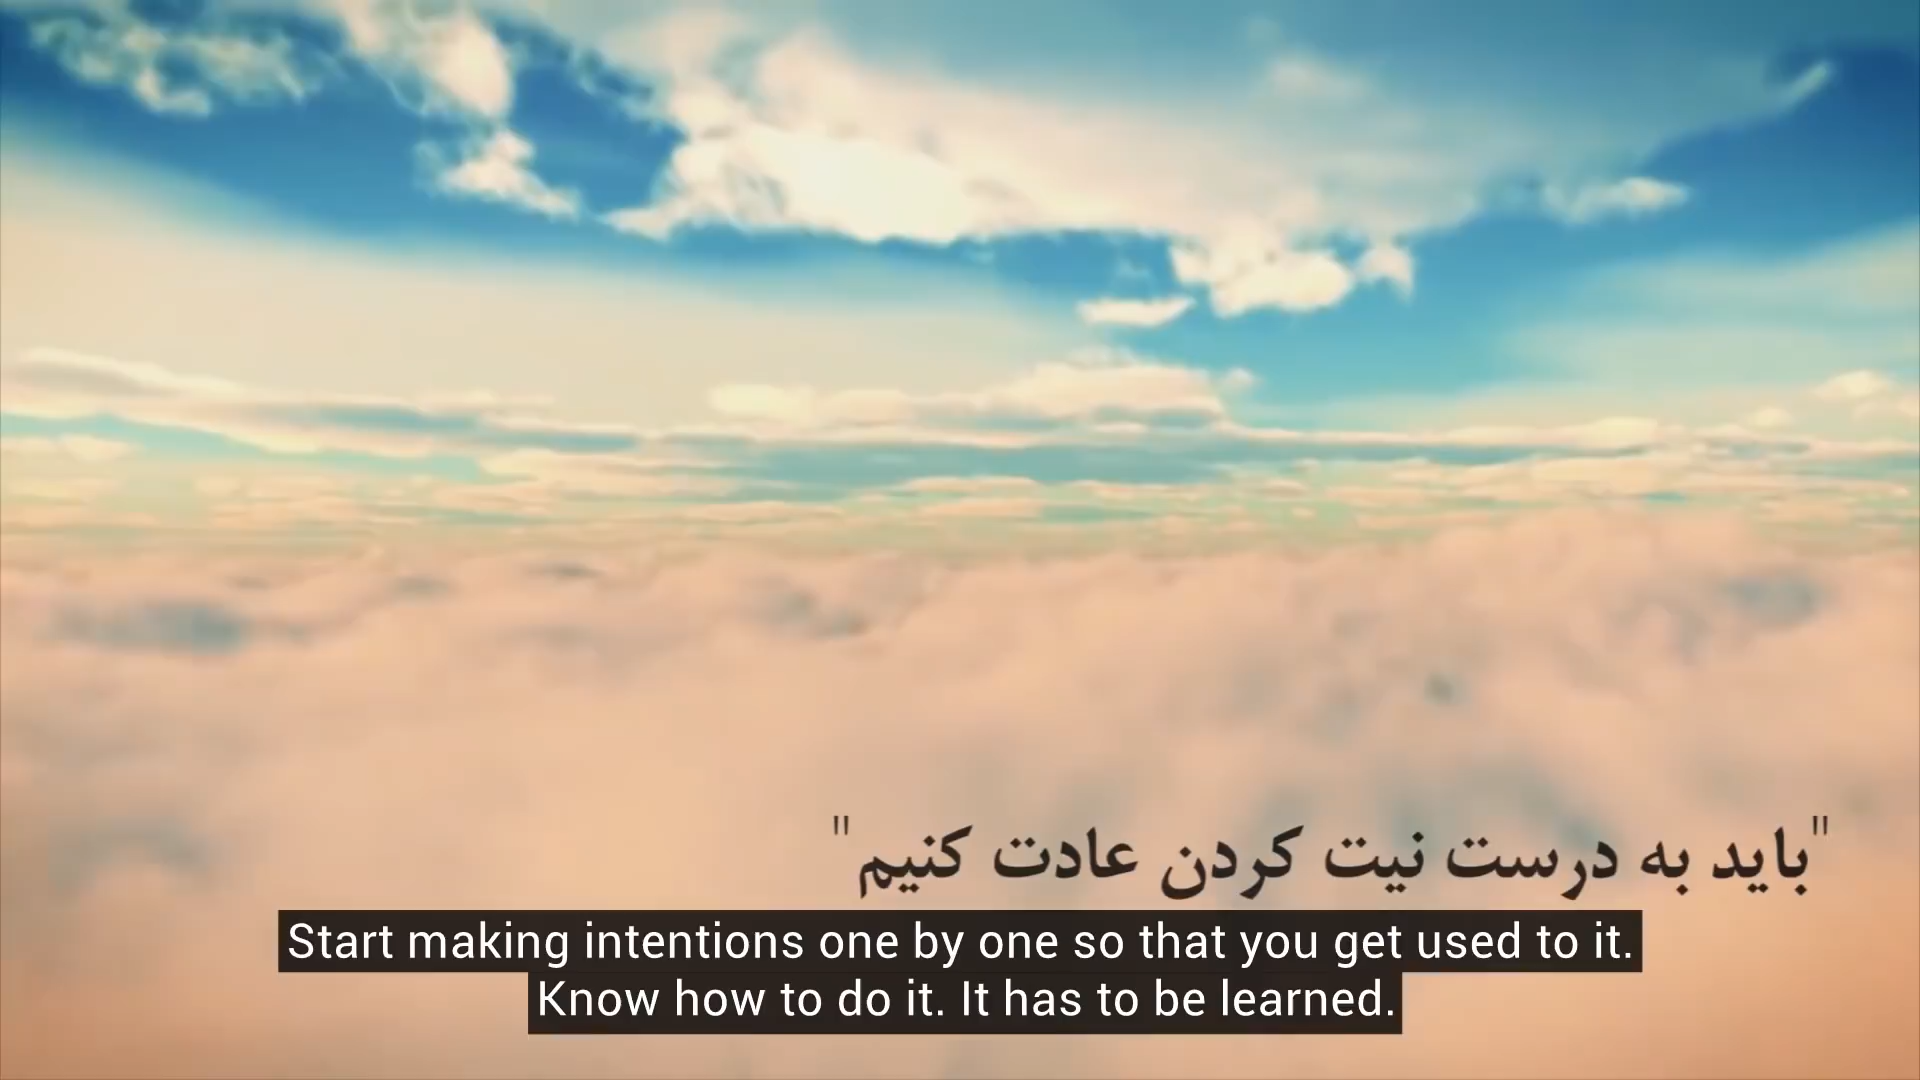 "باید به درست نیت کردن عادت کنیم"
Start making intentions one by one so that you get used to it.
Know how to do it. It has to be learned.